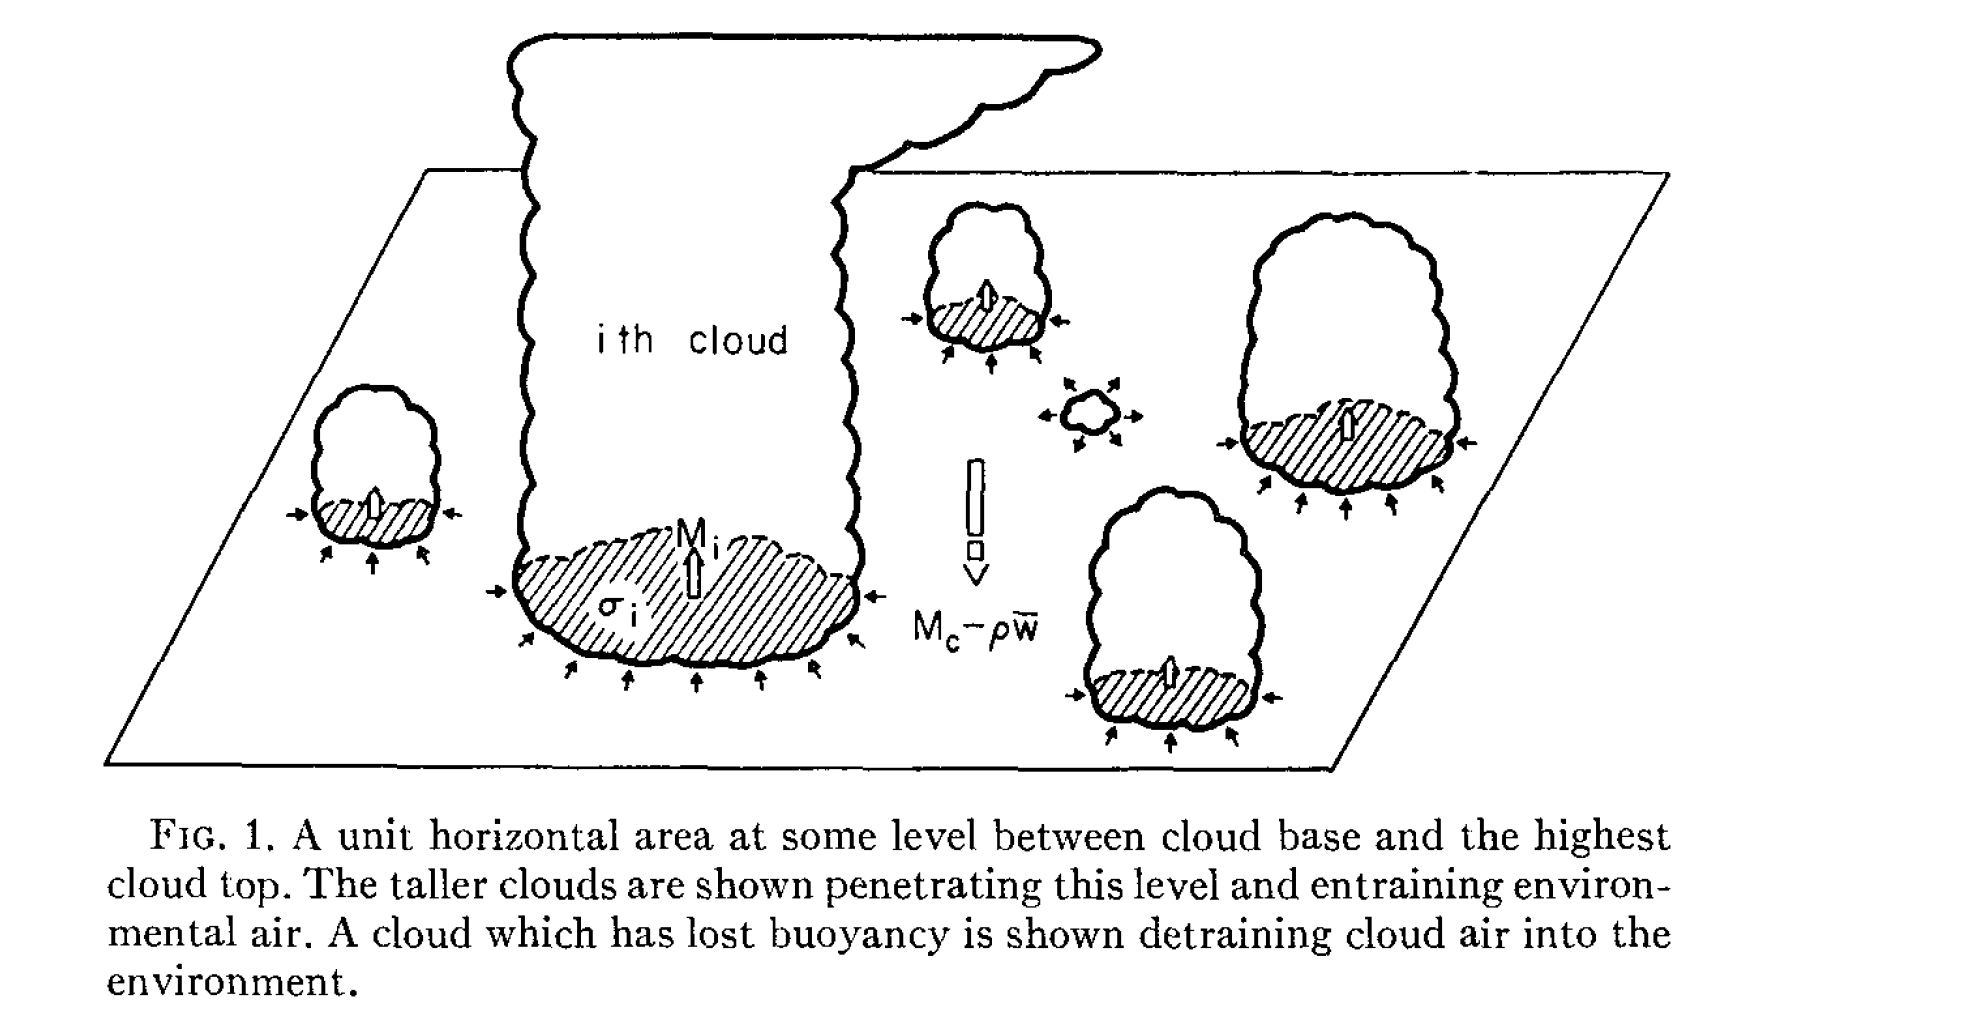 i th cloud
M_i
σ_i
M_c-ρw̅
FIG. 1. A unit horizontal area at some level between cloud base and the highest
cloud top. The taller clouds are shown penetrating this level and entraining environ-
mental air. A cloud which has lost buoyancy is shown detraining cloud air into the
environment.